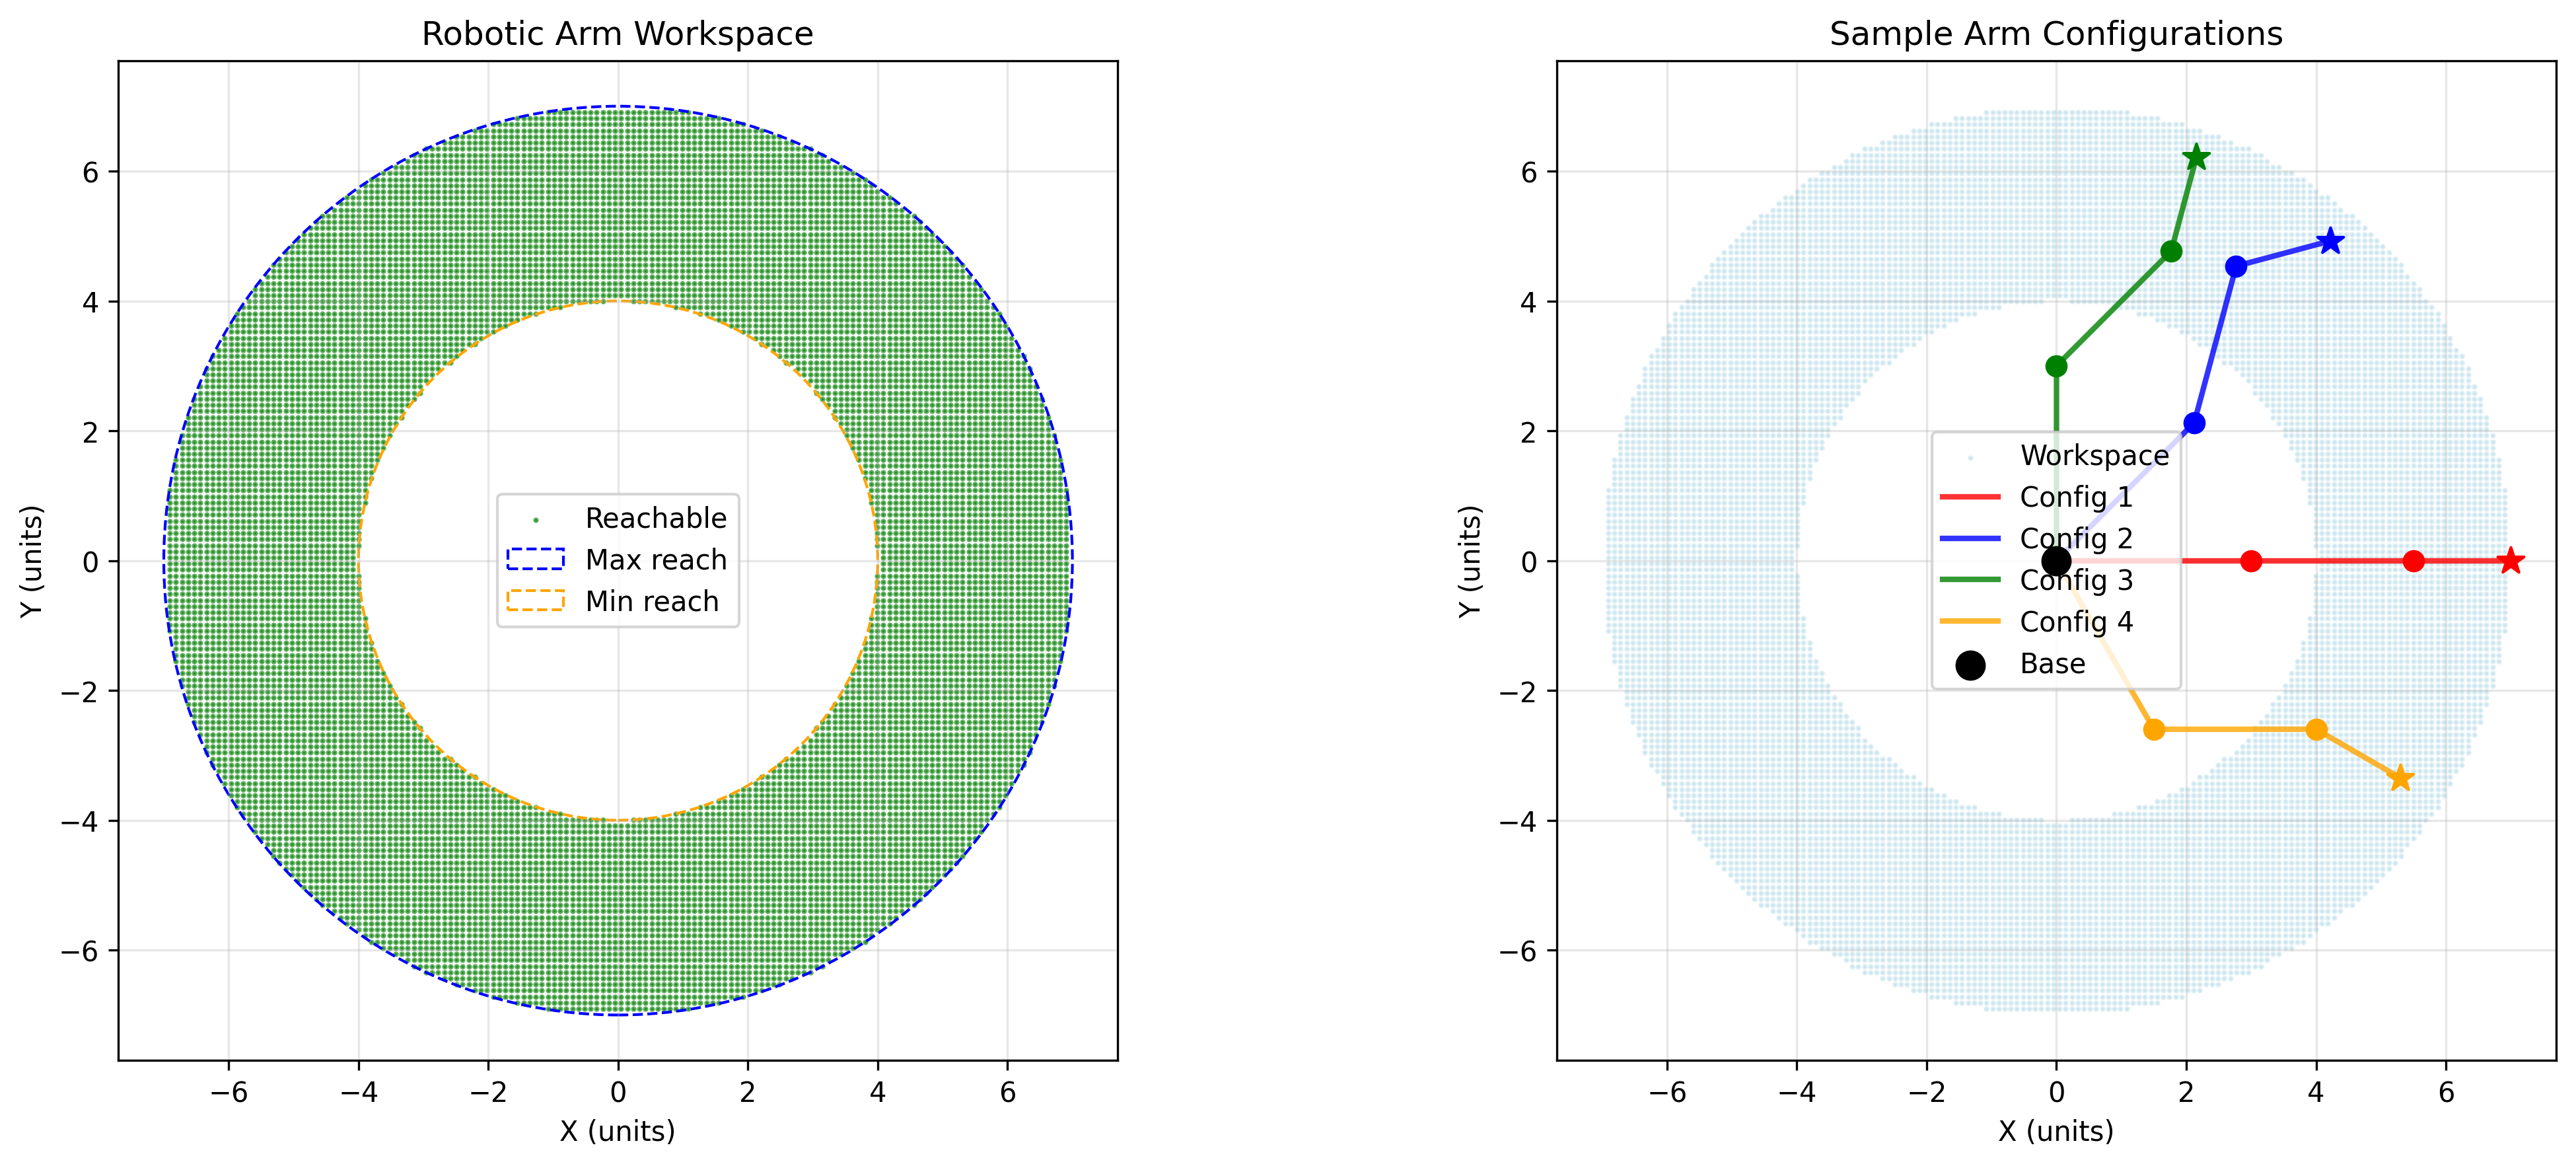 Robotic Arm Workspace
Y (units)
6
4
2
0
−2
−4
−6
Reachable
Max reach
Min reach
−6 −4 −2 0 2 4 6
X (units)
Sample Arm Configurations
Y (units)
6
4
2
0
−2
−4
−6
Workspace
Config 1
Config 2
Config 3
Config 4
Base
−6 −4 −2 0 2 4 6
X (units)